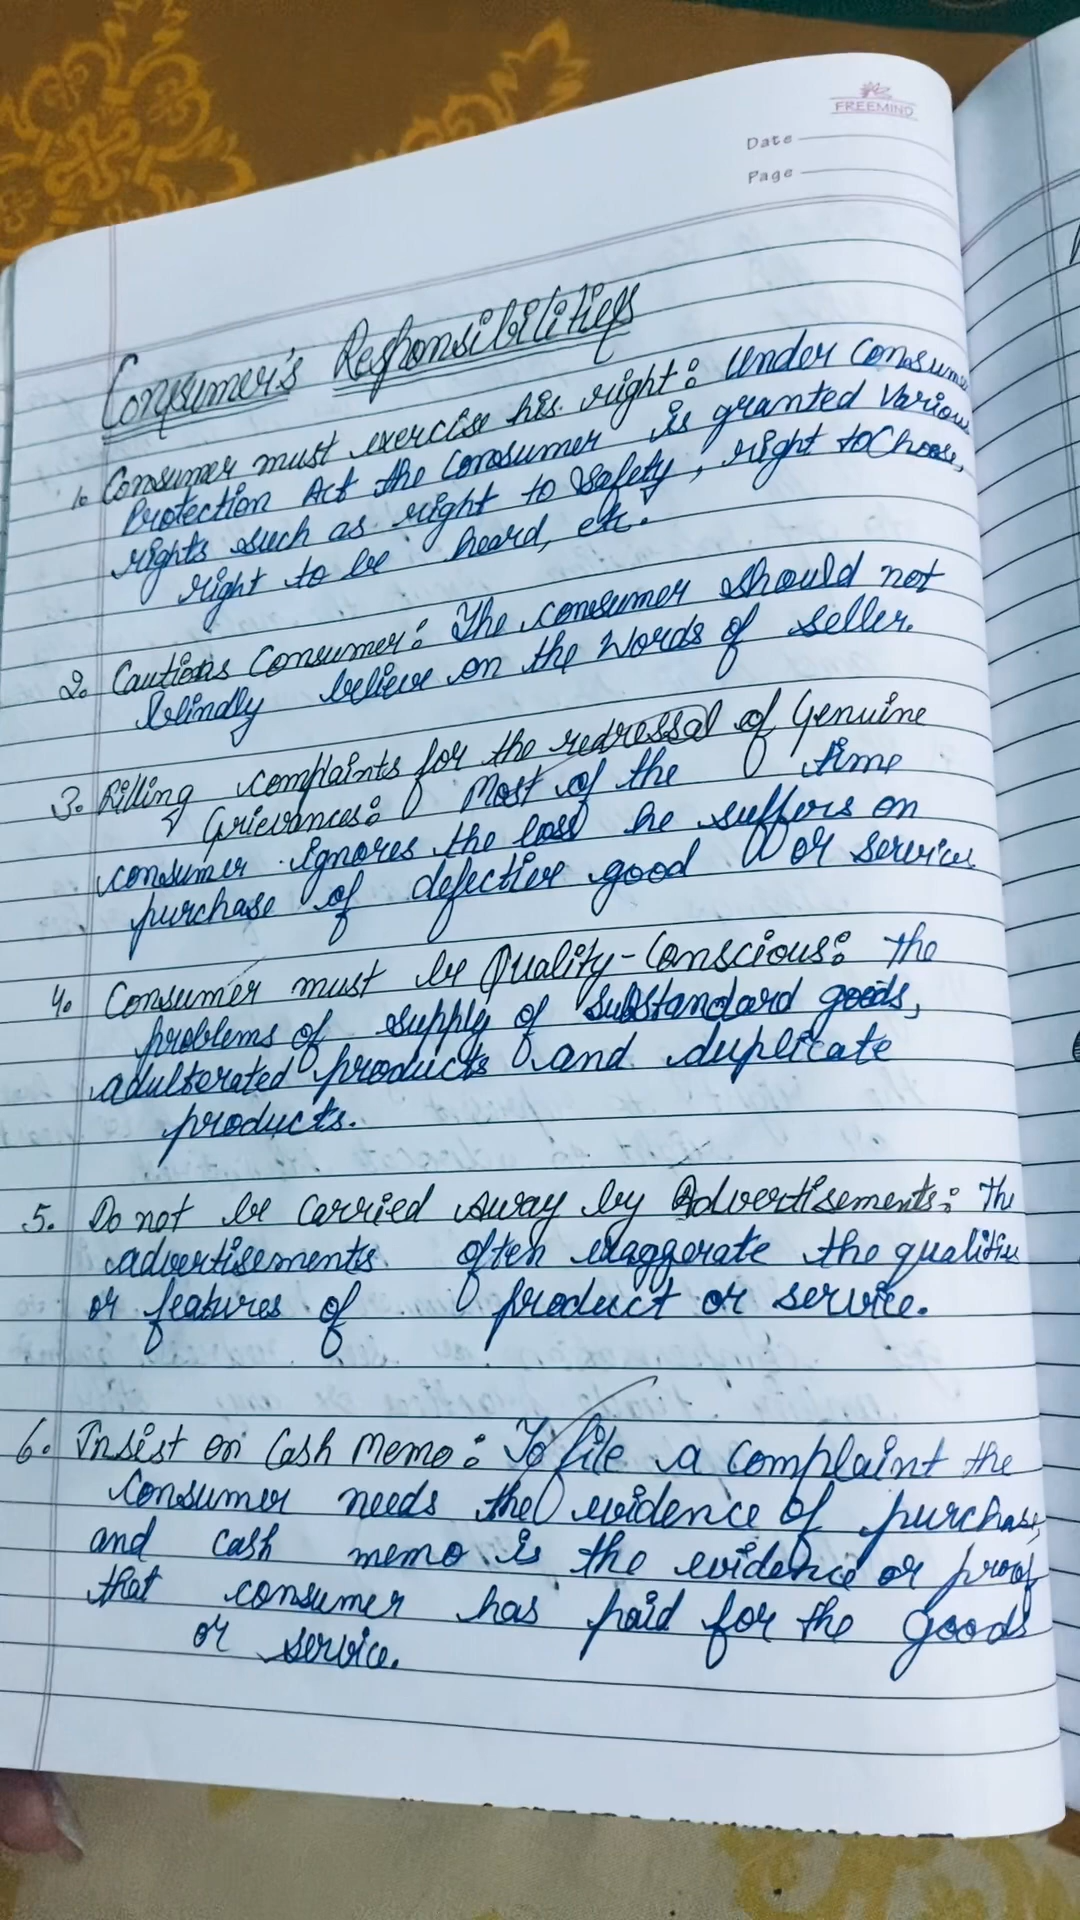 FREEMIND
Date
Page
Consumer's Responsibilities
1. Consumer must exercise his right: Under Consumer
Protection Act the Consumer is granted Various
rights such as right to Safety, right to Choose,
right to be heard, etc.
2. Cautions Consumer: The consumer should not
blindly believe on the Words of seller.
3. Filling complaints for the redressal of Genuine
Grievances: Most of the time
consumer ignores the loss he suffers on
purchase of defective good or services
4. Consumer must be Quality-Conscious: The
problems of supply of substandard goods,
adulterated products and duplicate
products.
5. Do not be Carried away by Advertisements: The
advertisements often exaggerate the qualities
or features of product or service.
6. Insist on Cash Memo: To file a complaint the
Consumer needs the evidence of purchase,
and cash memo is the evidence or proof
that consumer has paid for the goods
or service.